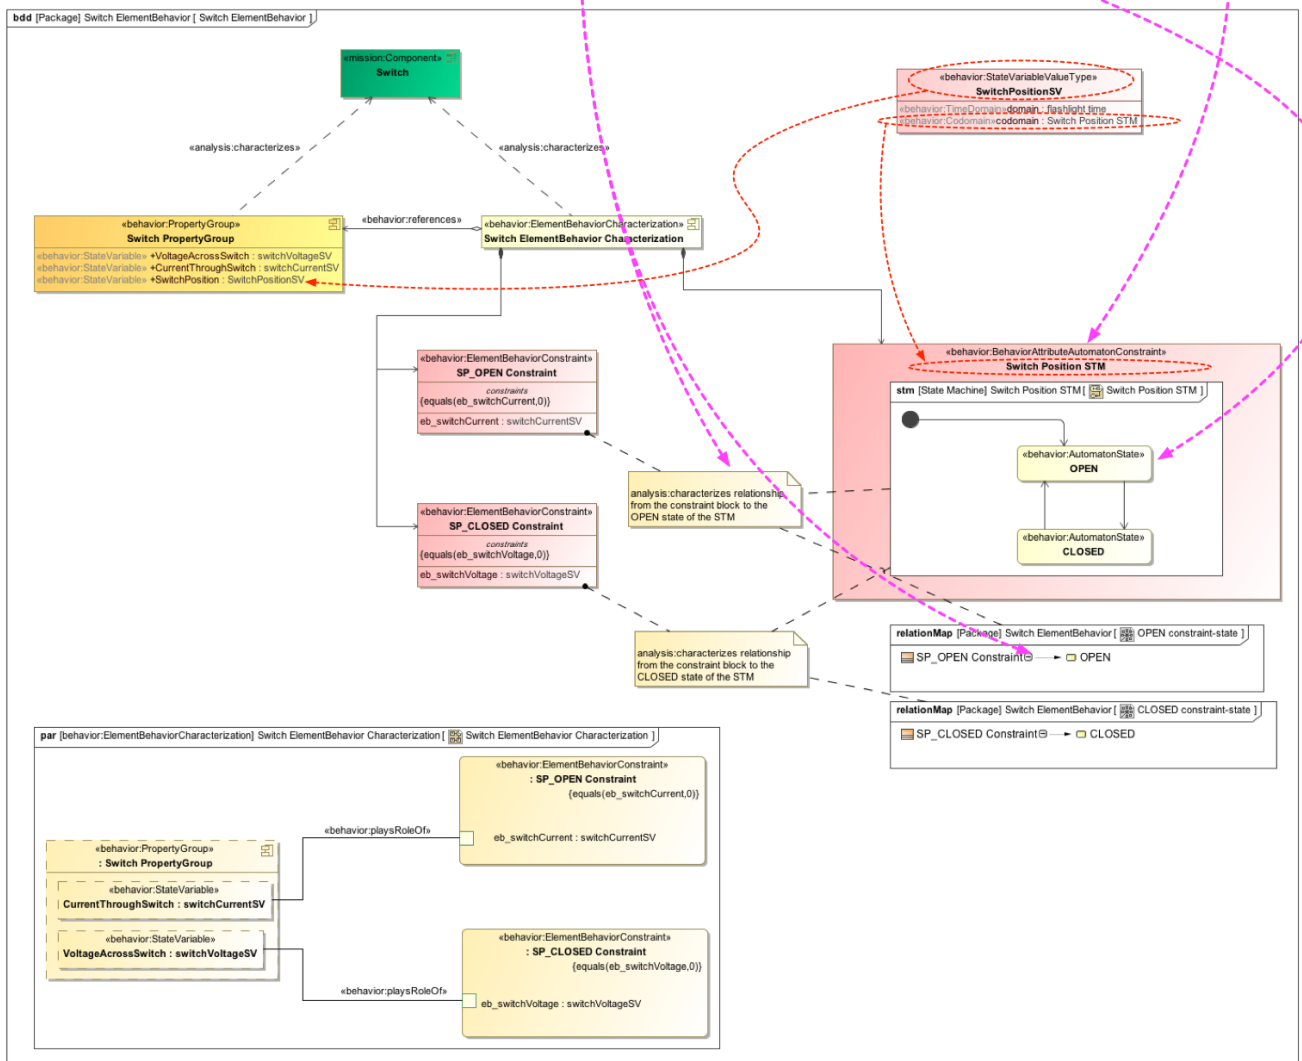 bdd [Package] Switch ElementBehavior [ Switch ElementBehavior ]
«mission:Component»
Switch
«behavior:StateVariableValueType»
SwitchPositionSV
«behavior:TimeDomain»domain : flashlight time
«behavior:Codomain»codomain : Switch Position STM
«analysis:characterizes»
«analysis:characterizes»
«behavior:PropertyGroup»
Switch PropertyGroup
«behavior:StateVariable» +VoltageAcrossSwitch : switchVoltageSV
«behavior:StateVariable» +CurrentThroughSwitch : switchCurrentSV
«behavior:StateVariable» +SwitchPosition : SwitchPositionSV
«behavior:references»
«behavior:ElementBehaviorCharacterization»
Switch ElementBehavior Characterization
«behavior:ElementBehaviorConstraint»
SP_OPEN Constraint
constraints
{equals(eb_switchCurrent,0)}
eb_switchCurrent : switchCurrentSV
«behavior:BehaviorAttributeAutomatonConstraint»
Switch Position STM
stm [State Machine] Switch Position STM [ Switch Position STM ]
«behavior:AutomatonState»
OPEN
«behavior:AutomatonState»
CLOSED
analysis:characterizes relationship
from the constraint block to the
OPEN state of the STM
«behavior:ElementBehaviorConstraint»
SP_CLOSED Constraint
constraints
{equals(eb_switchVoltage,0)}
eb_switchVoltage : switchVoltageSV
analysis:characterizes relationship
from the constraint block to the
CLOSED state of the STM
relationMap [Package] Switch ElementBehavior [ OPEN constraint-state ]
SP_OPEN Constraint OPEN
relationMap [Package] Switch ElementBehavior [ CLOSED constraint-state ]
SP_CLOSED Constraint CLOSED
par [behavior:ElementBehaviorCharacterization] Switch ElementBehavior Characterization [ Switch ElementBehavior Characterization ]
«behavior:ElementBehaviorConstraint»
: SP_OPEN Constraint
{equals(eb_switchCurrent,0)}
eb_switchCurrent : switchCurrentSV
«behavior:playsRoleOf»
«behavior:PropertyGroup»
: Switch PropertyGroup
«behavior:StateVariable»
CurrentThroughSwitch : switchCurrentSV
«behavior:StateVariable»
VoltageAcrossSwitch : switchVoltageSV
«behavior:playsRoleOf»
«behavior:ElementBehaviorConstraint»
: SP_CLOSED Constraint
{equals(eb_switchVoltage,0)}
eb_switchVoltage : switchVoltageSV